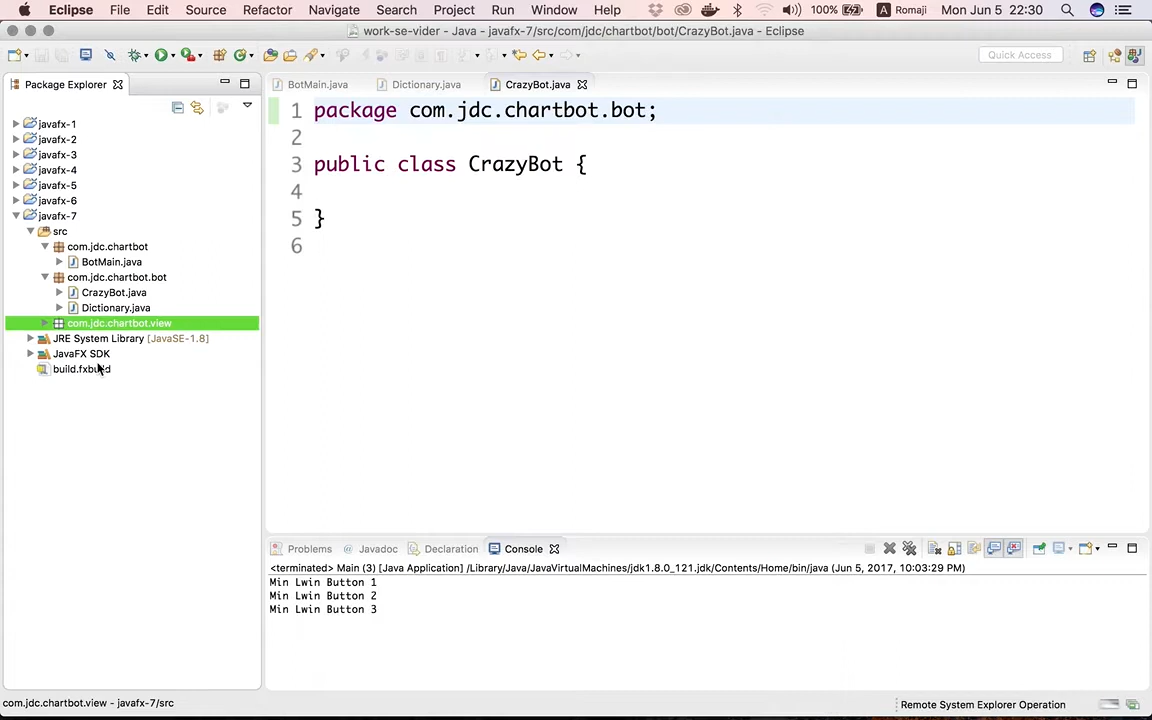 Eclipse File Edit Source Refactor Navigate Search Project Run Window Help 100% A Romaji Mon Jun 5 22:30
work-se-vider - Java - javafx-7/src/com/jdc/chartbot/bot/CrazyBot.java - Eclipse
Quick Access
Package Explorer
javafx-1
javafx-2
javafx-3
javafx-4
javafx-5
javafx-6
javafx-7
src
com.jdc.chartbot
BotMain.java
com.jdc.chartbot.bot
CrazyBot.java
Dictionary.java
com.jdc.chartbot.view
JRE System Library [JavaSE-1.8]
JavaFX SDK
build.fxbuild
BotMain.java Dictionary.java CrazyBot.java
1 package com.jdc.chartbot.bot;
2
3 public class CrazyBot {
4
5 }
6
Problems @ Javadoc Declaration Console
<terminated> Main (3) [Java Application] /Library/Java/JavaVirtualMachines/jdk1.8.0_121.jdk/Contents/Home/bin/java (Jun 5, 2017, 10:03:29 PM)
Min Lwin Button 1
Min Lwin Button 2
Min Lwin Button 3
com.jdc.chartbot.view - javafx-7/src
Remote System Explorer Operation